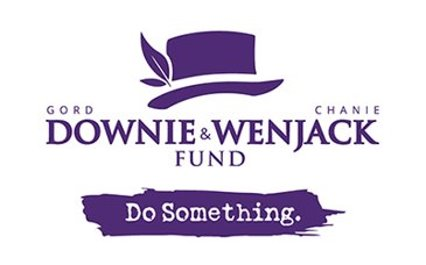 GORD CHANIE
DOWNIE & WENJACK
FUND
Do Something.